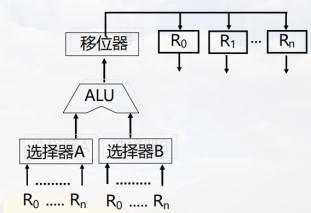 移位器 R0 R1 ... Rn
ALU
选择器A 选择器B
......... .........
R0 ..... Rn R0 ..... Rn